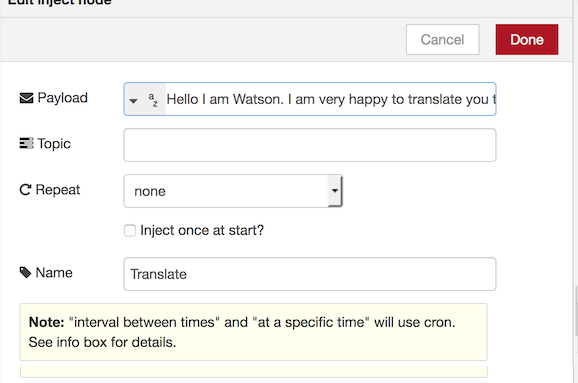 Edit inject node
Cancel
Done
Payload
a
z
Hello I am Watson. I am very happy to translate you t
Topic
Repeat
none
Inject once at start?
Name
Translate
Note: "interval between times" and "at a specific time" will use cron.
See info box for details.